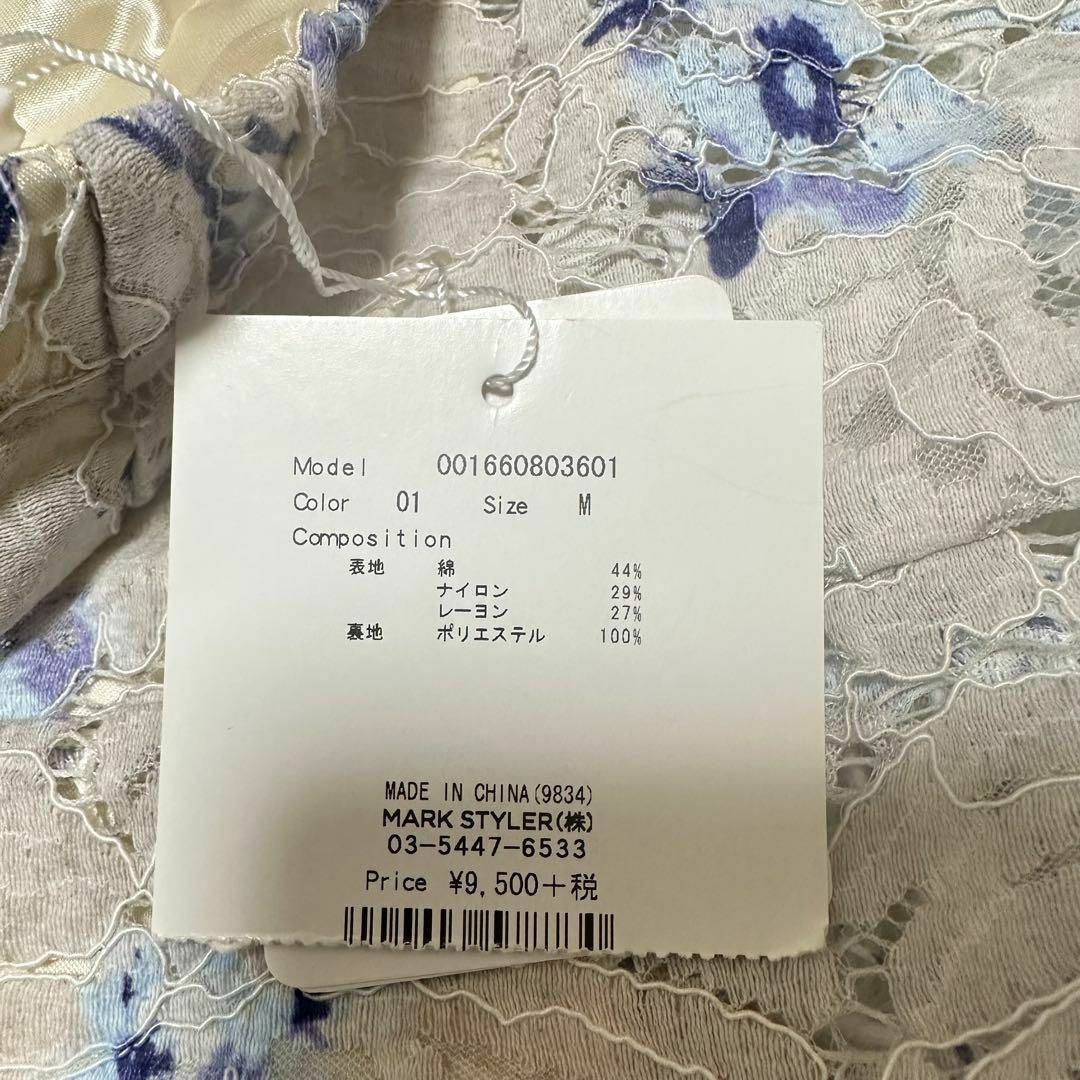 Model 001660803601
Color 01 Size M
Composition
表地 綿 44%
ナイロン 29%
レーヨン 27%
裏地 ポリエステル 100%
MADE IN CHINA(9834)
MARK STYLER(株)
03-5447-6533
Price ¥9,500+税